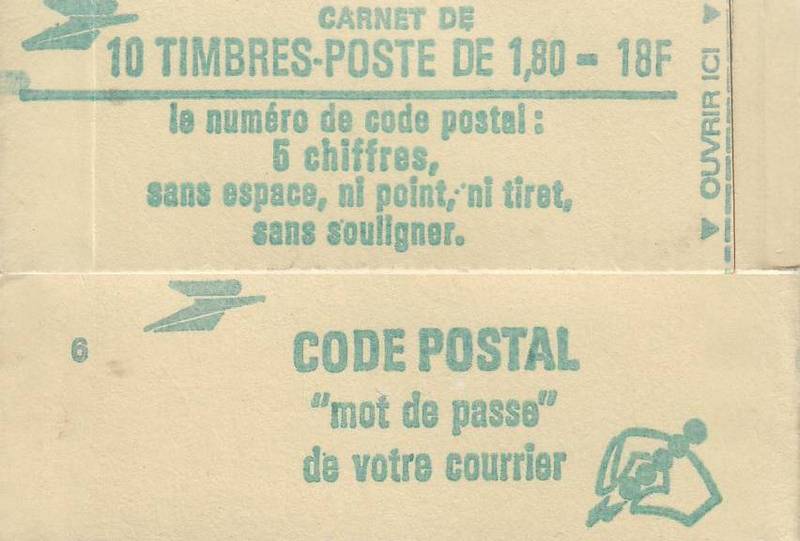 CARNET DE
10 TIMBRES-POSTE DE 1,80 - 18F
le numéro de code postal :
5 chiffres,
sans espace, ni point, ni tiret,
sans souligner.
OUVRIR ICI
6
CODE POSTAL
"mot de passe"
de votre courrier